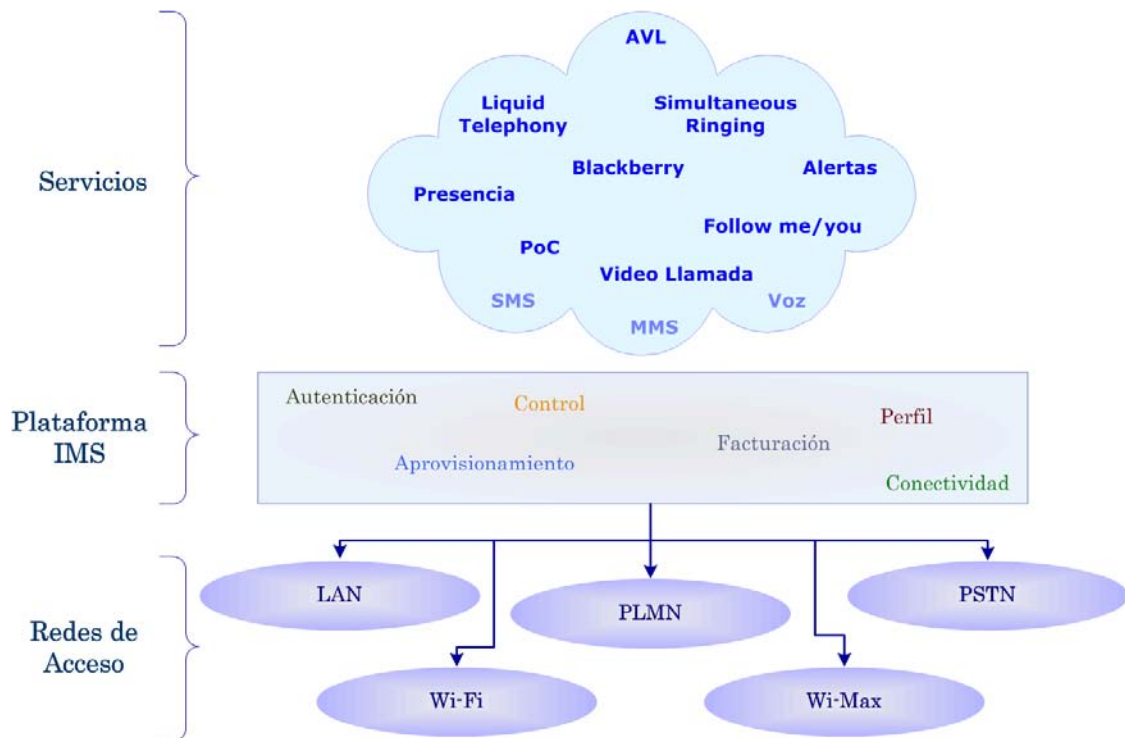 AVL
Liquid
Telephony
Simultaneous
Ringing
Servicios
Blackberry
Alertas
Presencia
Follow me/you
PoC
Video Llamada
SMS
Voz
MMS
Plataforma
IMS
Autenticación
Control
Perfil
Facturación
Aprovisionamiento
Conectividad
Redes de
Acceso
LAN
PLMN
PSTN
Wi-Fi
Wi-Max